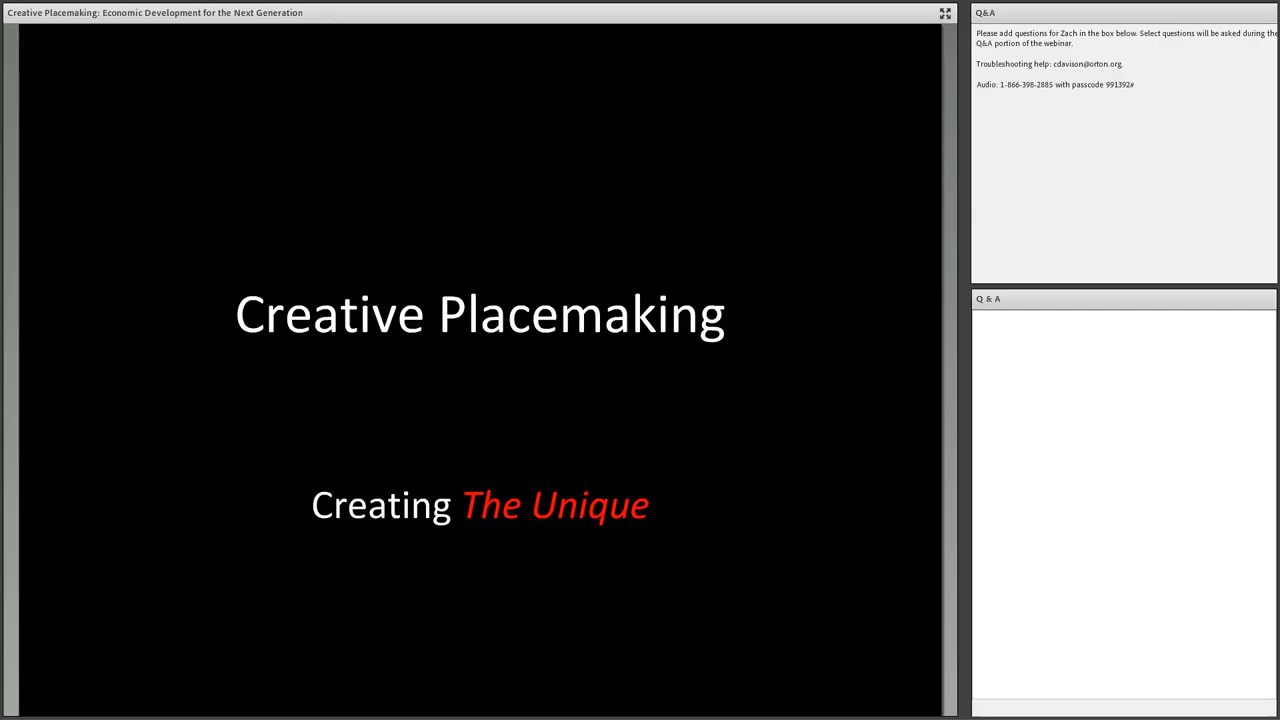 Creative Placemaking: Economic Development for the Next Generation
Creative Placemaking
Creating The Unique
Q&A
Please add questions for Zach in the box below. Select questions will be asked during the
Q&A portion of the webinar.
Troubleshooting help: cdavison@orton.org.
Audio: 1-866-398-2885 with passcode 991392#
Q & A